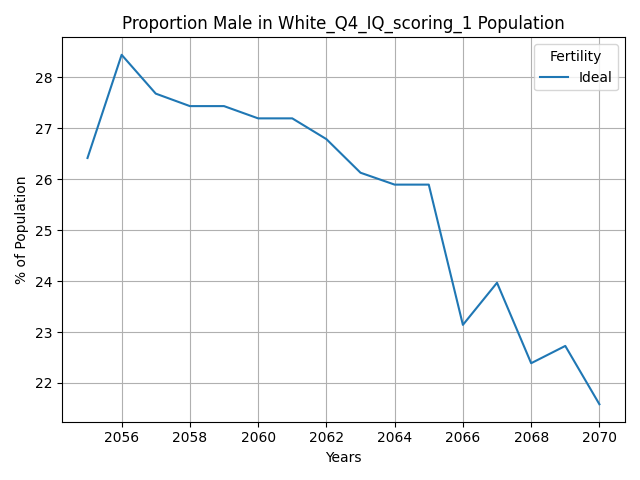 Proportion Male in White_Q4_IQ_scoring_1 Population
Fertility
Ideal
% of Population
28
27
26
25
24
23
22
2056 2058 2060 2062 2064 2066 2068 2070
Years